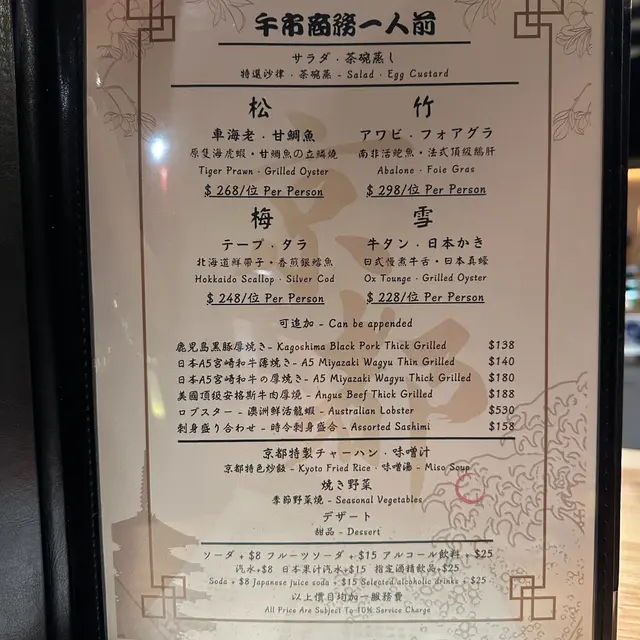 午市商務一人前
サラダ．茶碗蒸し
特選沙律．茶碗蒸 - Salad . Egg Custard
松
竹
車海老．甘鯛魚
アワビ．フォアグラ
原隻海虎蝦・甘鯛魚の立鱗燒
南非活鮑魚・法式頂級鵝肝
Tiger Prawn . Grilled Oyster
Abalone . Foie Gras
$ 268/位 Per Person
$ 298/位 Per Person
梅
雪
テープ．タラ
牛タン．日本かき
北海道鮮帶子・香煎銀鱈魚
日式慢煮牛舌・日本真蠔
Hokkaido Scallop . Silver Cod
Ox Tounge . Grilled Oyster
$ 248/位 Per Person
$ 228/位 Per Person
可追加 - Can be appended
鹿児島黒豚厚焼き- Kagoshima Black Pork Thick Grilled $138
日本A5宮崎和牛薄焼き- A5 Miyazaki Wagyu Thin Grilled $140
日本A5宮崎和牛の厚焼き- A5 Miyazaki Wagyu Thick Grilled $180
美國頂级安格斯牛肉厚燒 - Angus Beef Thick Grilled $188
ロブスター - 澳洲鮮活龍蝦 - Australian Lobster $530
刺身盛り合わせ - 時令刺身盛合 - Assorted Sashimi $158
京都特製チャーハン．味噌汁
京都特色炒飯 - Kyoto Fried Rice . 味噌湯 - Miso Soup
焼き野菜
季節野菜燒 - Seasonal Vegetables
デザート
甜品 - Dessert
ソーダ + $8 フルーツソーダ + $15 アルコール飲料 + $25
汽水+$8 日本果汁汽水+$15 指定酒精飲品+$25
Soda + $8 Japanese juice soda + $15 Selected alcoholic drinks + $25
以上價目均加一服務費
All Price Are Subject To 10% Service Charge